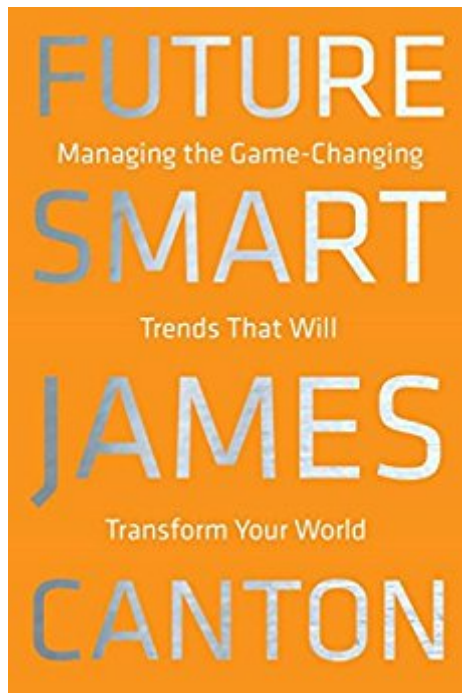 FUTURE
Managing the Game-Changing
SMART
Trends That Will
JAMES
Transform Your World
CANTON